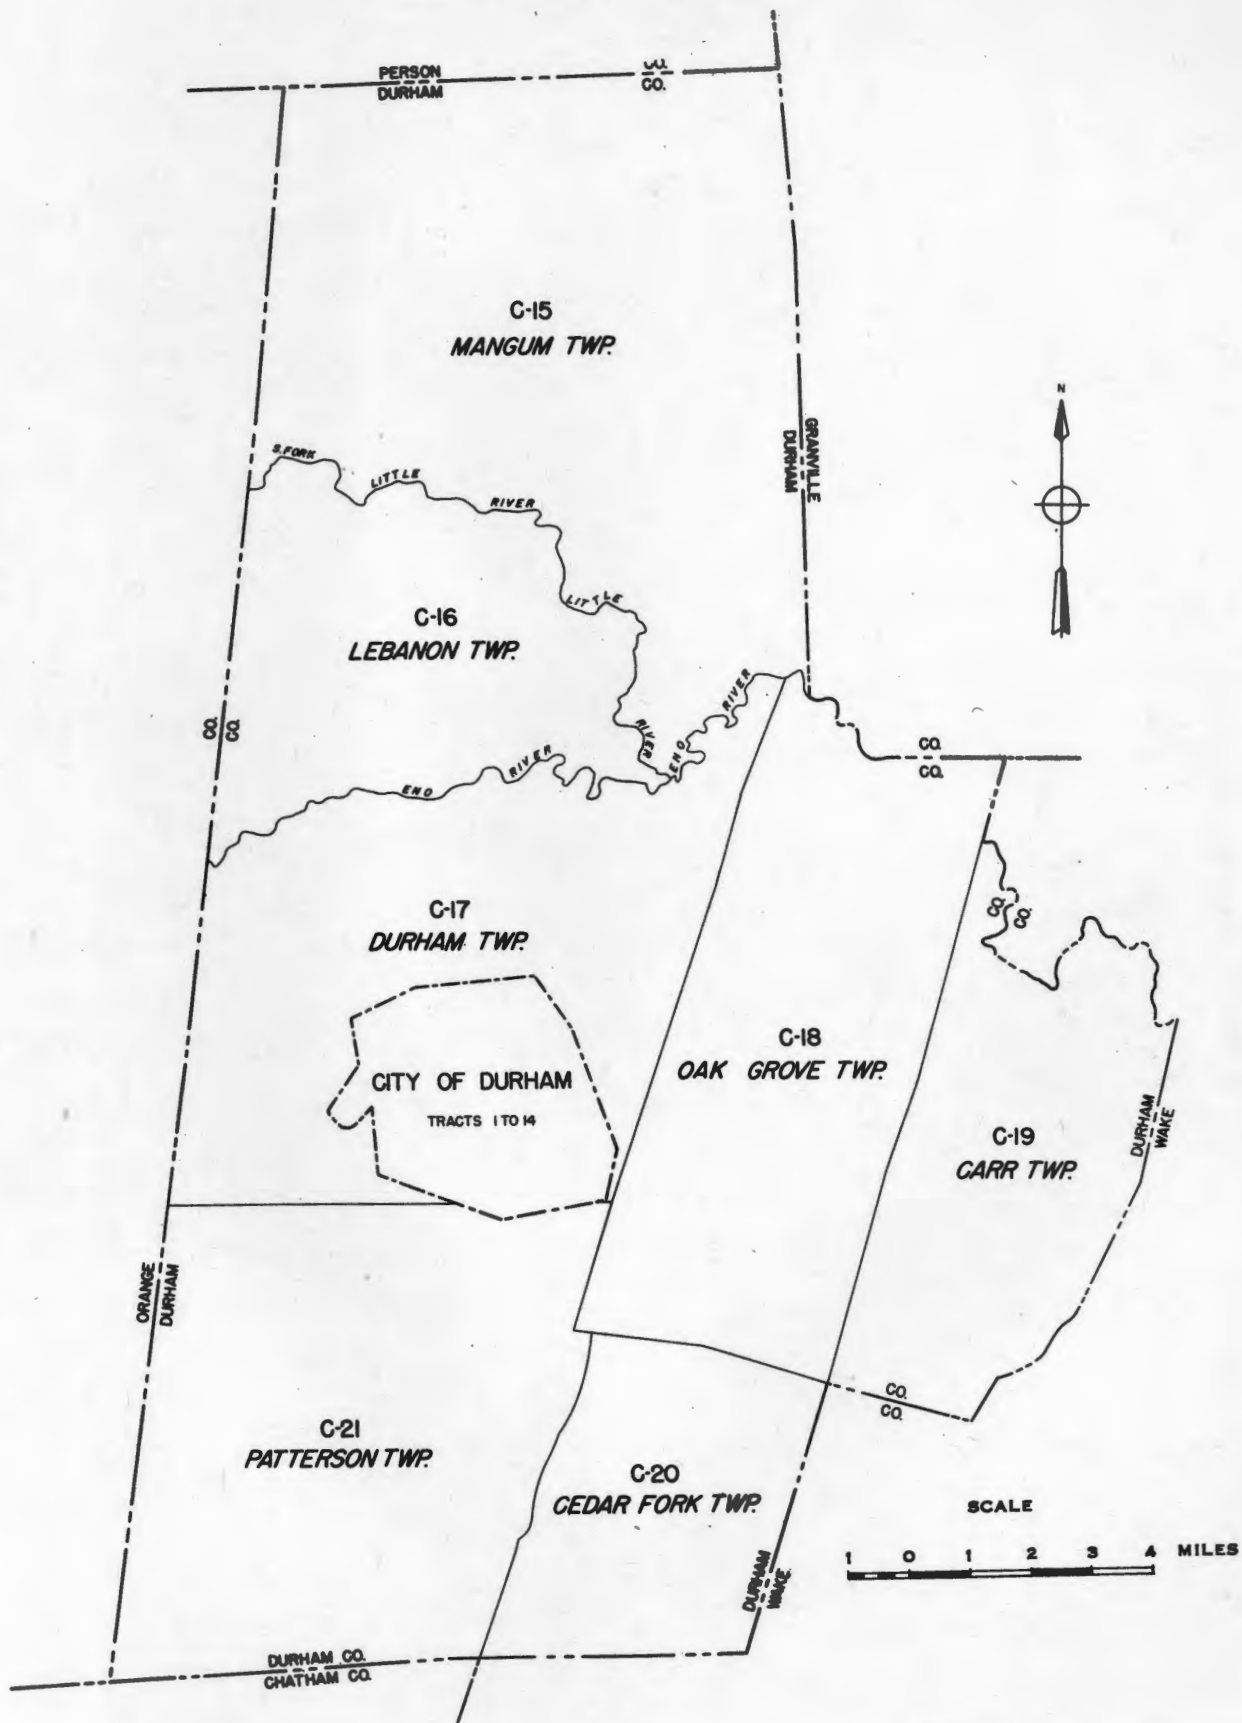 PERSON CO.
DURHAM CO.
C-15
MANGUM TWP.
N
GRANVILLE
DURHAM
S. FORK LITTLE RIVER
LITTLE RIVER
C-16
LEBANON TWP.
ENO RIVER
ENO RIVER
CO.
CO.
CO.
CO.
C-17
DURHAM TWP.
CO.
CO.
CITY OF DURHAM
TRACTS 1 TO 14
C-18
OAK GROVE TWP.
C-19
CARR TWP.
DURHAM
WAKE
ORANGE
DURHAM
CO.
CO.
C-21
PATTERSON TWP.
C-20
CEDAR FORK TWP.
SCALE
1 0 1 2 3 4 MILES
DURHAM
WAKE
DURHAM CO.
CHATHAM CO.